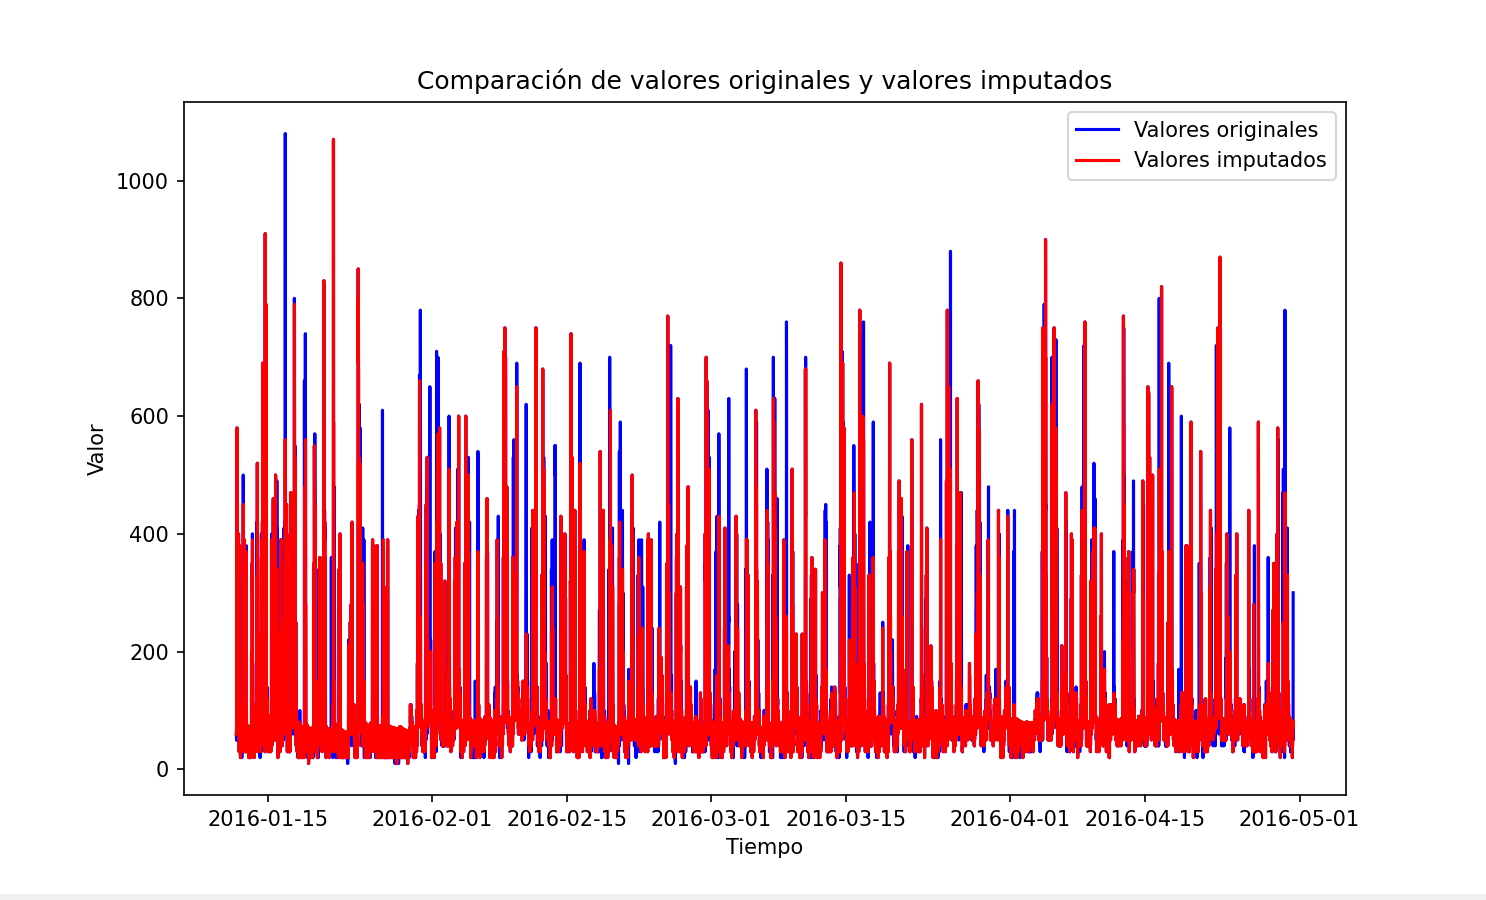 Comparación de valores originales y valores imputados
Valores originales
Valores imputados
1000
800
600
400
200
0
Valor
2016-01-15
2016-02-01
2016-02-15
2016-03-01
2016-03-15
2016-04-01
2016-04-15
2016-05-01
Tiempo